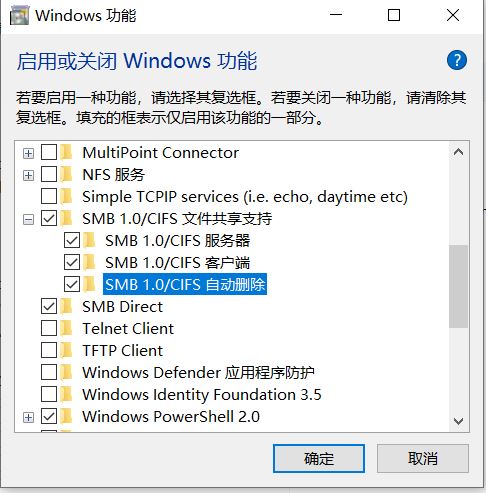 Windows 功能
启用或关闭 Windows 功能
?
若要启用一种功能，请选择其复选框。若要关闭一种功能，请清除其
复选框。填充的框表示仅启用该功能的一部分。
MultiPoint Connector
NFS 服务
Simple TCPIP services (i.e. echo, daytime etc)
SMB 1.0/CIFS 文件共享支持
SMB 1.0/CIFS 服务器
SMB 1.0/CIFS 客户端
SMB 1.0/CIFS 自动删除
SMB Direct
Telnet Client
TFTP Client
Windows Defender 应用程序防护
Windows Identity Foundation 3.5
Windows PowerShell 2.0
确定
取消